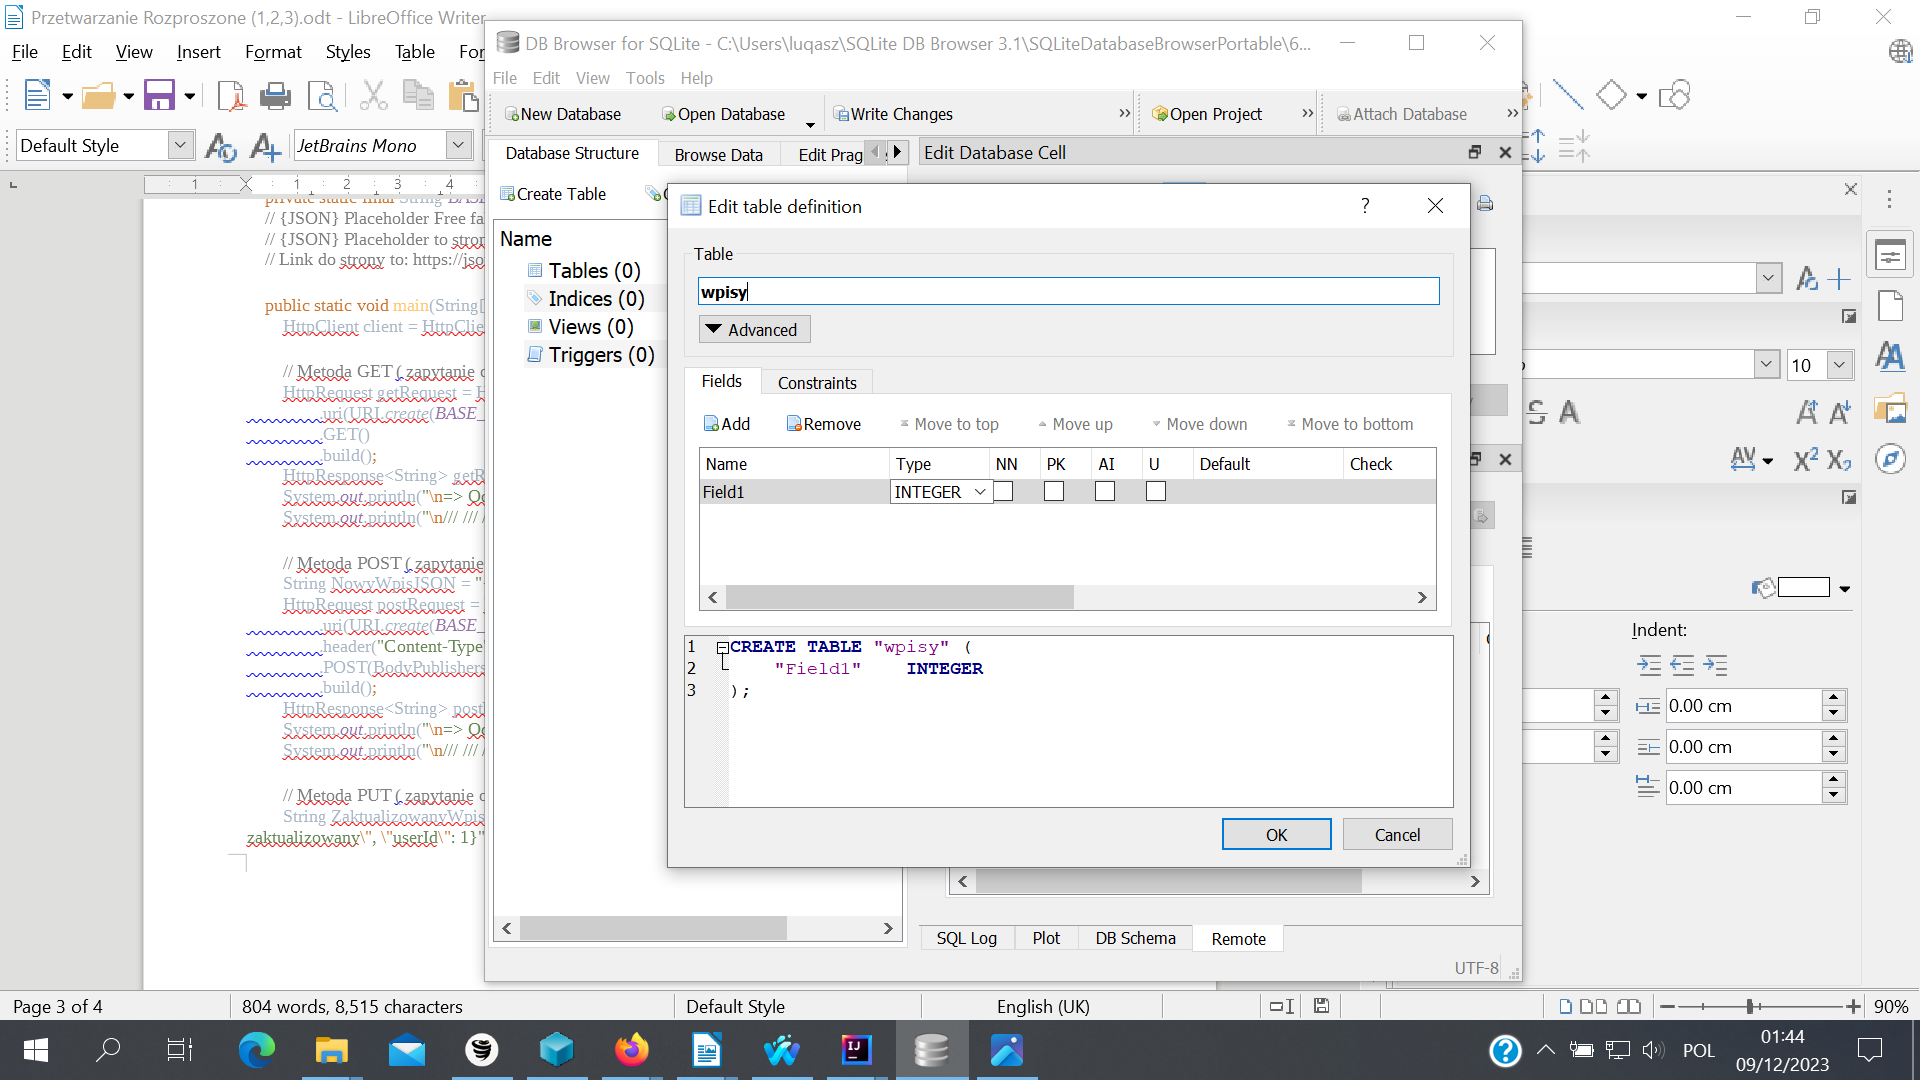 Przetwarzanie Rozproszone (1,2,3).odt - LibreOffice Writer
File Edit View Insert Format Styles Table
Default Style
JetBrains Mono
1 1 2 3 4
private static final String
// {JSON} Placeholder Free
// {JSON} Placeholder to
// Link do strony to:
public static void main(String[
HttpClient client =
// Metoda GET ( zapytanie
HttpRequest getRequest =
.uri(URI.create(BASE_
.GET()
.build();
HttpResponse<String>
System.out.println("\n=>
System.out.println("\n/// ///
// Metoda POST ( zapytanie
String NowyWpisJSON = "
HttpRequest postRequest =
.uri(URI.create(BASE_
.header("Content-Type"
.POST(BodyPublishers
.build();
HttpResponse<String>
System.out.println("\n=>
System.out.println("\n/// ///
// Metoda PUT ( zapytanie
String
zaktualizowany\", \"userId\": 1}"
DB Browser for SQLite - C:\Users\luqasz\SQLite DB Browser 3.1\SQLiteDatabaseBrowserPortable\6...
File Edit View Tools Help
New Database Open Database Write Changes » Open Project » Attach Database »
Database Structure Browse Data Edit
Create Table
Name
Tables (0)
Indices (0)
Views (0)
Triggers (0)
Edit Database Cell
Edit table definition ?
Table
wpisy
Advanced
Fields Constraints
Add Remove Move to top Move up Move down Move to bottom
Name Type NN PK AI U Default Check
Field1 INTEGER
1 CREATE TABLE "wpisy" (
2 "Field1" INTEGER
3 );
OK Cancel
SQL Log Plot DB Schema Remote
UTF-8
10
Indent:
0.00 cm
0.00 cm
0.00 cm
Page 3 of 4 804 words, 8,515 characters Default Style English (UK) 90%
POL
01:44
09/12/2023